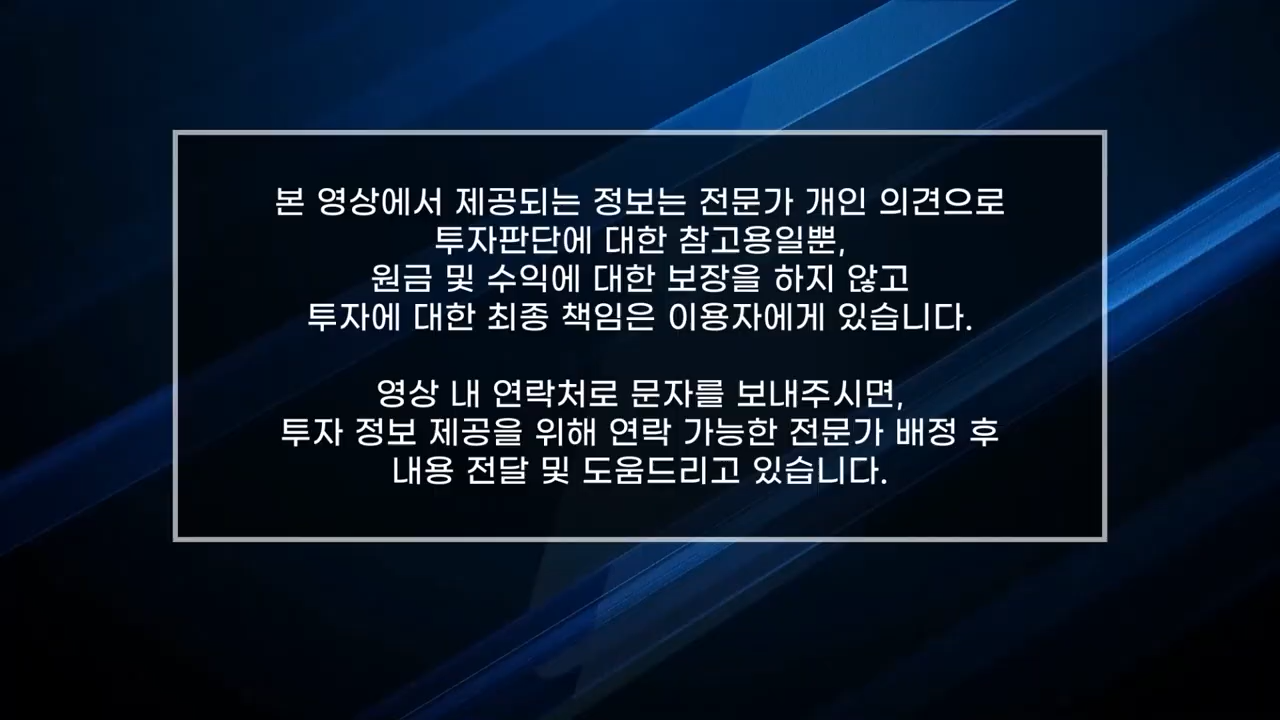 본 영상에서 제공되는 정보는 전문가 개인 의견으로
투자판단에 대한 참고용일뿐,
원금 및 수익에 대한 보장을 하지 않고
투자에 대한 최종 책임은 이용자에게 있습니다.
영상 내 연락처로 문자를 보내주시면,
투자 정보 제공을 위해 연락 가능한 전문가 배정 후
내용 전달 및 도움드리고 있습니다.